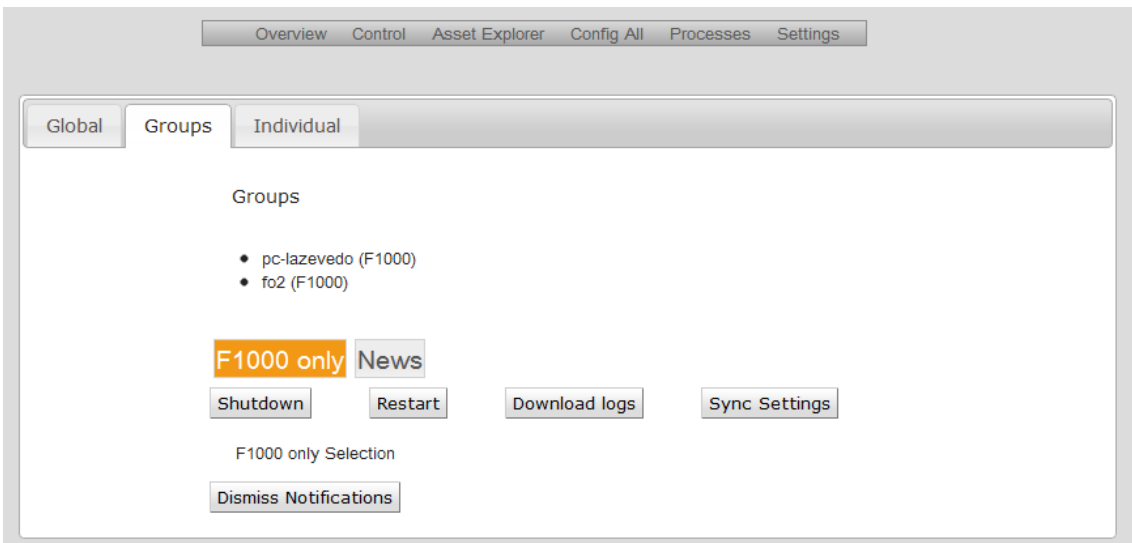 Overview Control Asset Explorer Config All Processes Settings
Global Groups Individual
Groups
pc-lazevedo (F1000)
fo2 (F1000)
F1000 only News
Shutdown Restart Download logs Sync Settings
F1000 only Selection
Dismiss Notifications